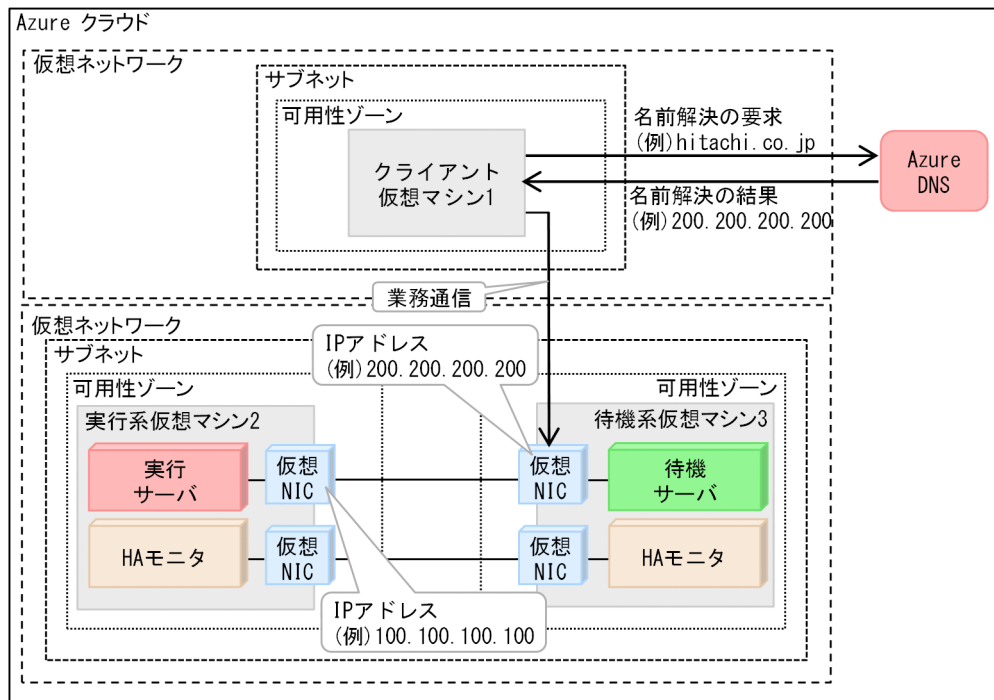 Azure クラウド
仮想ネットワーク
サブネット
可用性ゾーン
クライアント
仮想マシン1
名前解決の要求
(例)hitachi.co.jp
Azure
DNS
名前解決の結果
(例)200.200.200.200
業務通信
仮想ネットワーク
サブネット
IPアドレス
(例)200.200.200.200
可用性ゾーン
可用性ゾーン
実行系仮想マシン2
待機系仮想マシン3
実行
サーバ
仮想
NIC
仮想
NIC
待機
サーバ
HAモニタ
仮想
NIC
仮想
NIC
HAモニタ
IPアドレス
(例)100.100.100.100